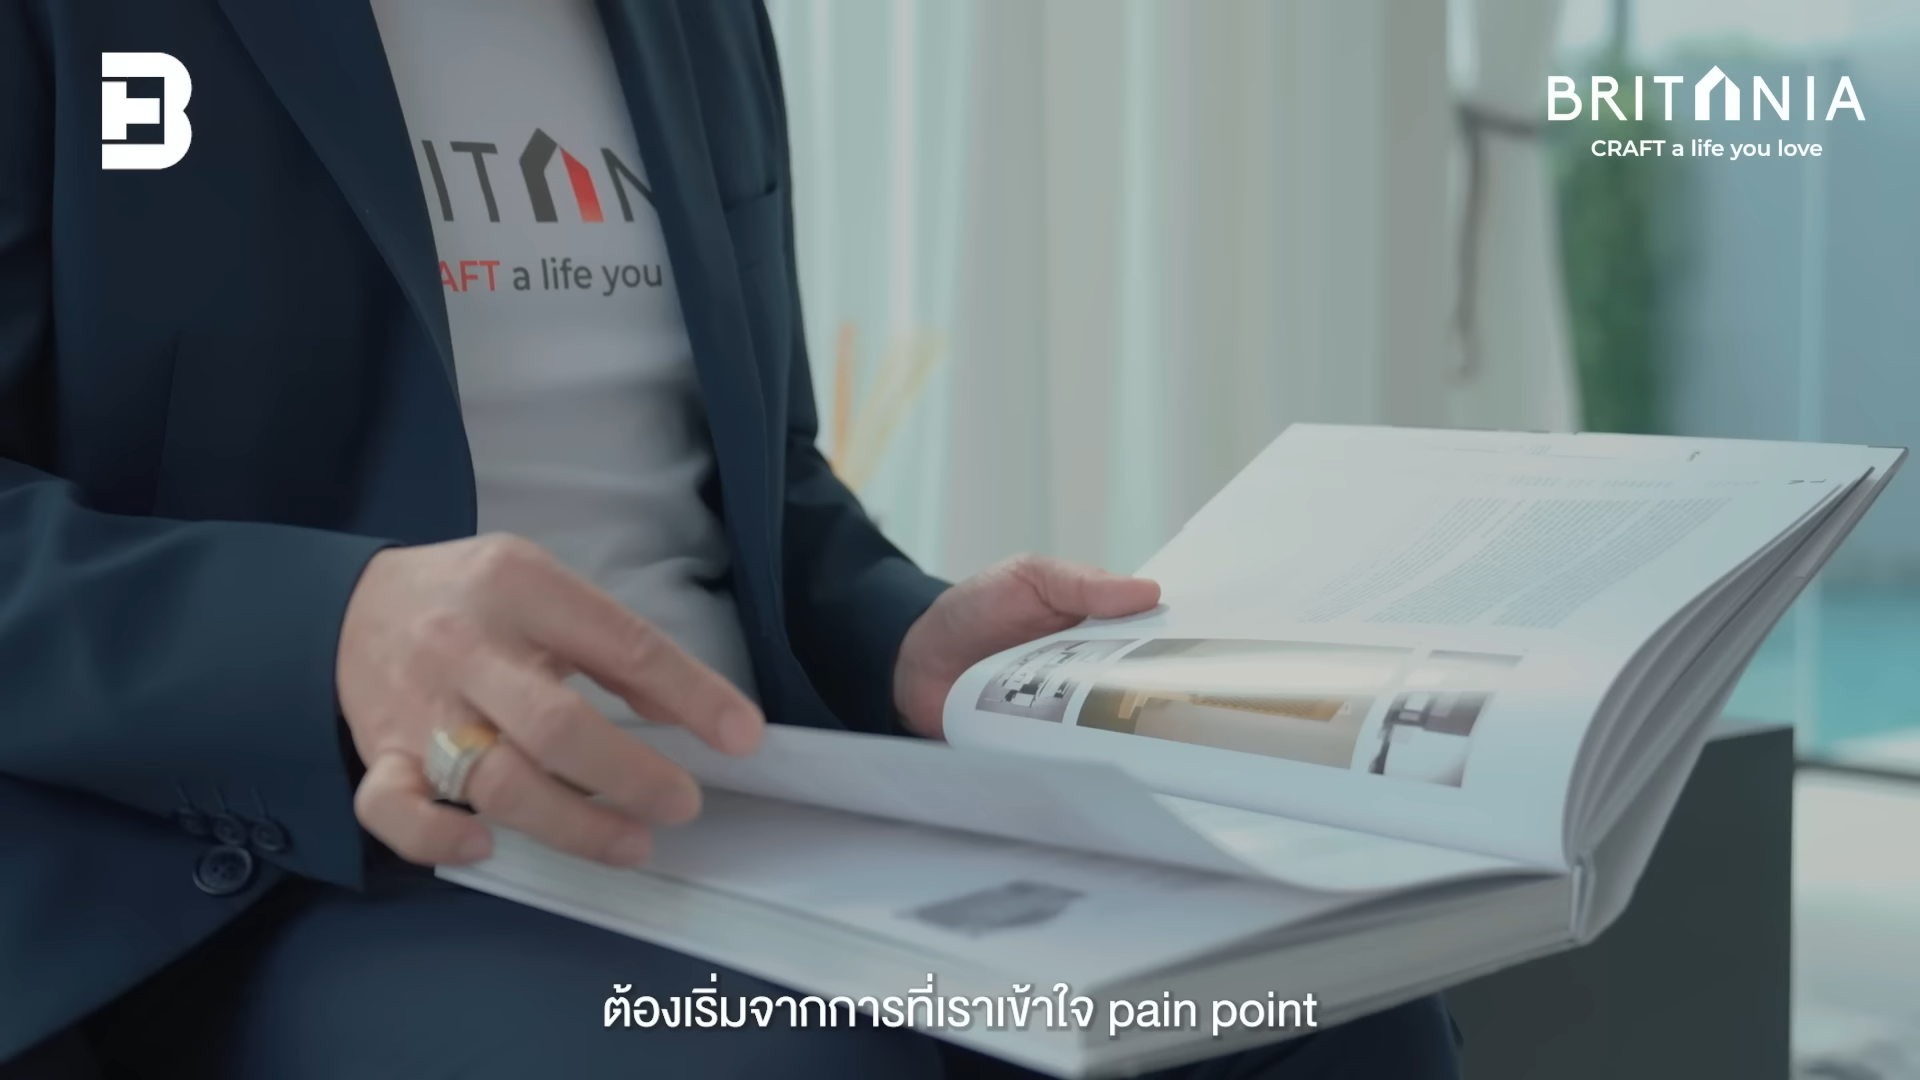 B
BRITANIA
CRAFT a life you love
ITAN
AFT a life you
ต้องเริ่มจากการที่เราเข้าใจ pain point